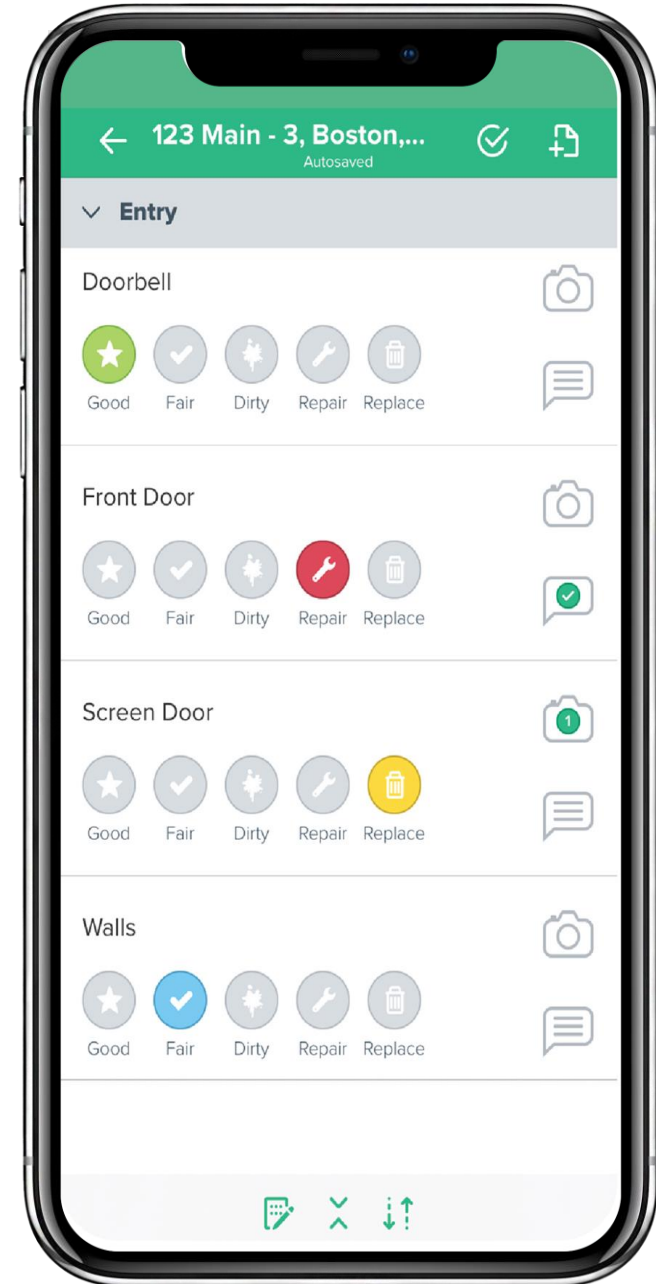 123 Main - 3, Boston,...
Autosaved
Entry
Doorbell
Good Fair Dirty Repair Replace
Front Door
Good Fair Dirty Repair Replace
Screen Door
1
Good Fair Dirty Repair Replace
Walls
Good Fair Dirty Repair Replace